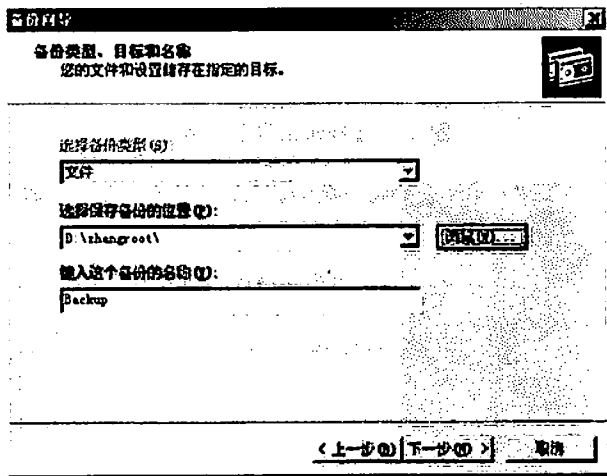 备份向导
备份类型、目标和名称
您的文件和设置储存在指定的目标。
选择备份类型(S):
文件
选择保存备份的位置(P):
D:\zhangroot\
浏览(W)...
键入这个备份的名称(Y):
Backup
< 上一步(B)
下一步(N) >
取消